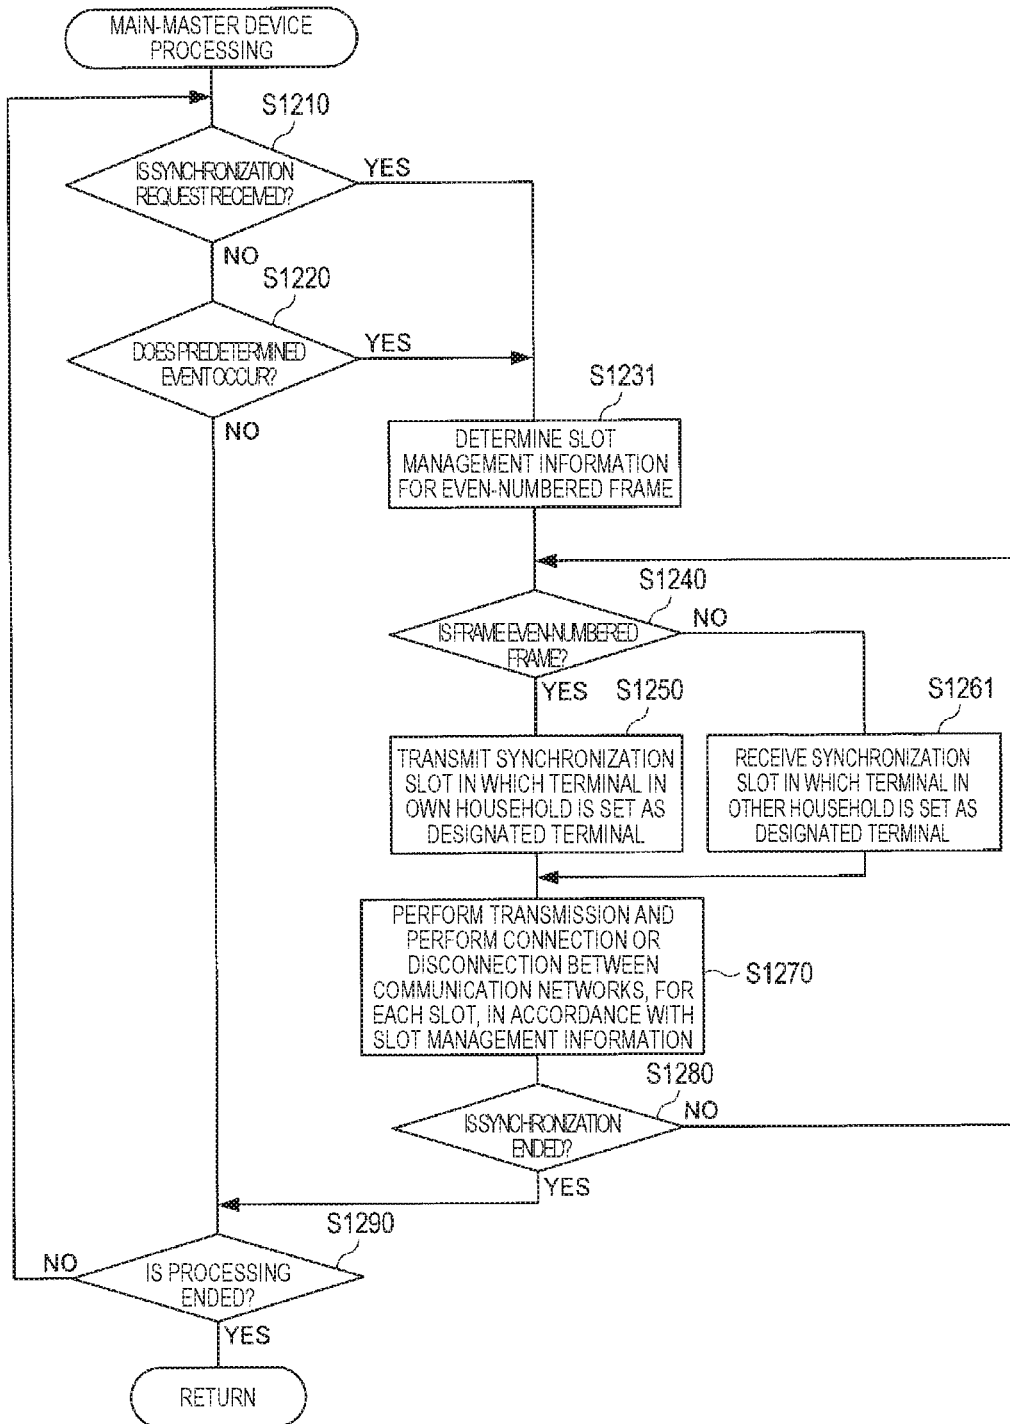 MAIN-MASTER DEVICE
PROCESSING
S1210
IS SYNCHRONIZATION
REQUEST RECEIVED?
YES
NO
S1220
DOES PREDETERMINED
EVENT OCCUR?
YES
NO
S1231
DETERMINE SLOT
MANAGEMENT INFORMATION
FOR EVEN-NUMBERED FRAME
S1240
IS FRAME EVEN-NUMBERED
FRAME?
NO
YES
S1250
TRANSMIT SYNCHRONIZATION
SLOT IN WHICH TERMINAL IN
OWN HOUSEHOLD IS SET AS
DESIGNATED TERMINAL
S1261
RECEIVE SYNCHRONIZATION
SLOT IN WHICH TERMINAL IN
OTHER HOUSEHOLD IS SET AS
DESIGNATED TERMINAL
PERFORM TRANSMISSION AND
PERFORM CONNECTION OR
DISCONNECTION BETWEEN
COMMUNICATION NETWORKS, FOR
EACH SLOT, IN ACCORDANCE WITH
SLOT MANAGEMENT INFORMATION
S1270
S1280
IS SYNCHRONIZATION
ENDED?
NO
YES
S1290
IS PROCESSING
ENDED?
NO
YES
RETURN